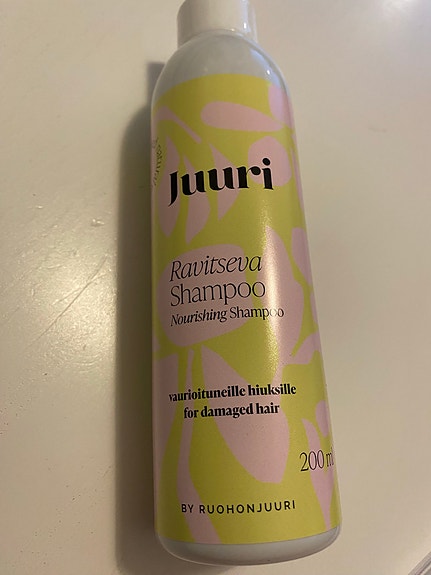 Juuri
Ravitseva
Shampoo
Nourishing Shampoo
vaurioituneille hiuksille
for damaged hair
200 ml
BY RUOHONJUURI